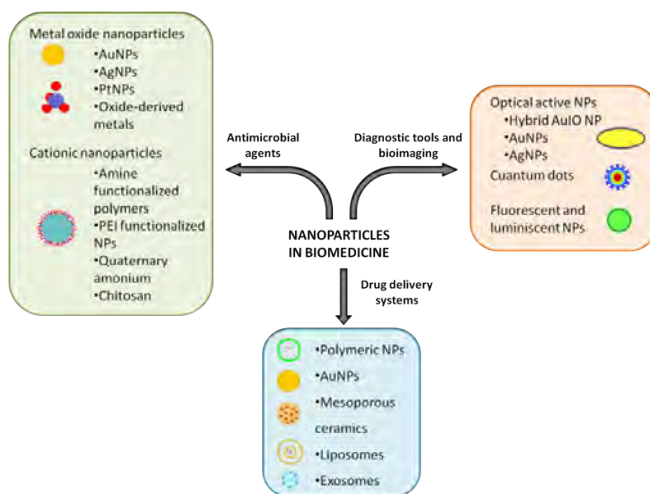 Metal oxide nanoparticles
•AuNPs
•AgNPs
•PtNPs
•Oxide-derived
metals
Cationic nanoparticles
•Amine
functionalized
polymers
•PEI functionalized
NPs
•Quaternary
amonium
•Chitosan
Antimicrobial
agents
Diagnostic tools and
bioimaging
Optical active NPs
•Hybrid AuIO NP
•AuNPs
•AgNPs
Cuantum dots
Fluorescent and
luminiscent NPs
NANOPARTICLES
IN BIOMEDICINE
Drug delivery
systems
•Polymeric NPs
•AuNPs
•Mesoporous
ceramics
•Liposomes
•Exosomes